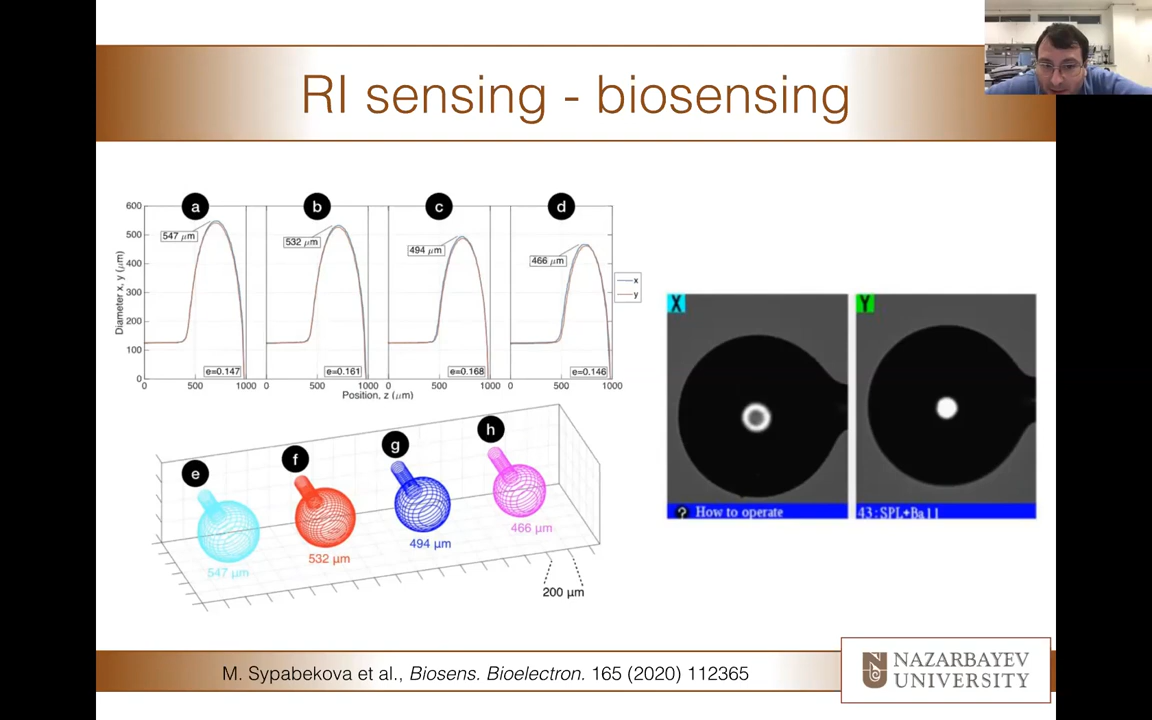 RI sensing - biosensing
a
b
c
d
600
500
400
300
200
100
0
Diameter x, y (μm)
547 μm
532 μm
494 μm
466 μm
e=0.147
e=0.161
e=0.168
e=0.146
x
y
0 500 1000 0 500 1000 0 500 1000 0 500 1000
Position, z (μm)
e
f
g
h
547 μm
532 μm
494 μm
466 μm
200 μm
X
Y
? How to operate
43:SPL+Ball
M. Sypabekova et al., Biosens. Bioelectron. 165 (2020) 112365
NAZARBAYEV
UNIVERSITY